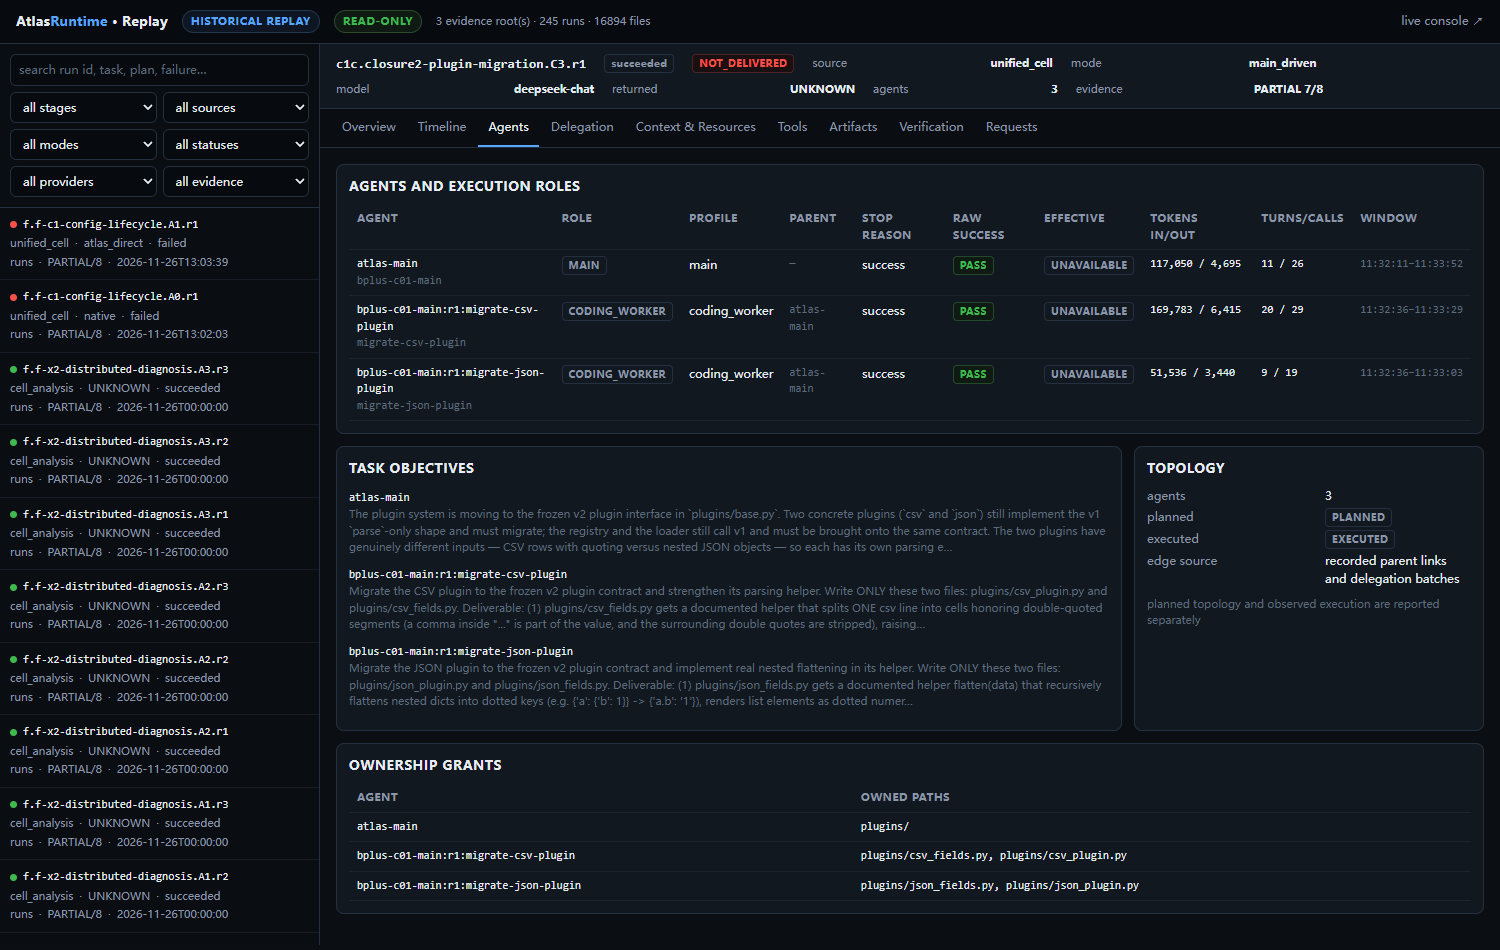 AtlasRuntime • Replay
HISTORICAL REPLAY
READ-ONLY
3 evidence root(s) · 245 runs · 16894 files
live console ↗
search run id, task, plan, failure...
all stages
all sources
all modes
all statuses
all providers
all evidence
f.f-c1-config-lifecycle.A1.r1
unified_cell · atlas_direct · failed
runs · PARTIAL/8 · 2026-11-26T13:03:39
f.f-c1-config-lifecycle.A0.r1
unified_cell · native · failed
runs · PARTIAL/8 · 2026-11-26T13:02:03
f.f-x2-distributed-diagnosis.A3.r3
cell_analysis · UNKNOWN · succeeded
runs · PARTIAL/8 · 2026-11-26T00:00:00
f.f-x2-distributed-diagnosis.A3.r2
cell_analysis · UNKNOWN · succeeded
runs · PARTIAL/8 · 2026-11-26T00:00:00
f.f-x2-distributed-diagnosis.A3.r1
cell_analysis · UNKNOWN · succeeded
runs · PARTIAL/8 · 2026-11-26T00:00:00
f.f-x2-distributed-diagnosis.A2.r3
cell_analysis · UNKNOWN · succeeded
runs · PARTIAL/8 · 2026-11-26T00:00:00
f.f-x2-distributed-diagnosis.A2.r2
cell_analysis · UNKNOWN · succeeded
runs · PARTIAL/8 · 2026-11-26T00:00:00
f.f-x2-distributed-diagnosis.A2.r1
cell_analysis · UNKNOWN · succeeded
runs · PARTIAL/8 · 2026-11-26T00:00:00
f.f-x2-distributed-diagnosis.A1.r3
cell_analysis · UNKNOWN · succeeded
runs · PARTIAL/8 · 2026-11-26T00:00:00
f.f-x2-distributed-diagnosis.A1.r2
cell_analysis · UNKNOWN · succeeded
runs · PARTIAL/8 · 2026-11-26T00:00:00
c1c.closure2-plugin-migration.C3.r1 succeeded NOT_DELIVERED source unified_cell mode main_driven
model deepseek-chat returned UNKNOWN agents 3 evidence PARTIAL 7/8
Overview Timeline Agents Delegation Context & Resources Tools Artifacts Verification Requests
AGENTS AND EXECUTION ROLES
AGENT ROLE PROFILE PARENT STOP REASON RAW SUCCESS EFFECTIVE TOKENS IN/OUT TURNS/CALLS WINDOW
atlas-main MAIN main — success PASS UNAVAILABLE 117,050 / 4,695 11 / 26 11:32:11–11:33:52
bplus-c01-main
bplus-c01-main:r1:migrate-csv-plugin CODING_WORKER coding_worker atlas-main success PASS UNAVAILABLE 169,783 / 6,415 20 / 29 11:32:36–11:33:29
migrate-csv-plugin
bplus-c01-main:r1:migrate-json-plugin CODING_WORKER coding_worker atlas-main success PASS UNAVAILABLE 51,536 / 3,440 9 / 19 11:32:36–11:33:03
migrate-json-plugin
TASK OBJECTIVES
atlas-main
The plugin system is moving to the frozen v2 plugin interface in `plugins/base.py`. Two concrete plugins (`csv` and `json`) still implement the v1
`parse`-only shape and must migrate; the registry and the loader still call v1 and must be brought onto the same contract. The two plugins have
genuinely different inputs — CSV rows with quoting versus nested JSON objects — so each has its own parsing e...
bplus-c01-main:r1:migrate-csv-plugin
Migrate the CSV plugin to the frozen v2 plugin contract and strengthen its parsing helper. Write ONLY these two files: plugins/csv_plugin.py and
plugins/csv_fields.py. Deliverable: (1) plugins/csv_fields.py gets a documented helper that splits ONE csv line into cells honoring double-quoted
segments (a comma inside "..." is part of the value, and the surrounding double quotes are stripped), raising...
bplus-c01-main:r1:migrate-json-plugin
Migrate the JSON plugin to the frozen v2 plugin contract and implement real nested flattening in its helper. Write ONLY these two files:
plugins/json_plugin.py and plugins/json_fields.py. Deliverable: (1) plugins/json_fields.py gets a documented helper flatten(data) that recursively
flattens nested dicts into dotted keys (e.g. {'a': {'b': 1}} -> {'a.b': '1'}), renders list elements as dotted numer...
TOPOLOGY
agents 3
planned PLANNED
executed EXECUTED
edge source recorded parent links
and delegation batches
planned topology and observed execution are reported
separately
OWNERSHIP GRANTS
AGENT OWNED PATHS
atlas-main plugins/
bplus-c01-main:r1:migrate-csv-plugin plugins/csv_fields.py, plugins/csv_plugin.py
bplus-c01-main:r1:migrate-json-plugin plugins/json_fields.py, plugins/json_plugin.py